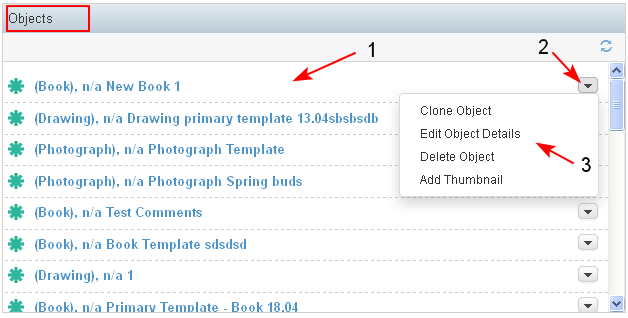 Objects
1
2
(Book), n/a New Book 1
Clone Object
(Drawing), n/a Drawing primary template 13.04sbsbsdb
Edit Object Details
(Photograph), n/a Photograph Template
Delete Object
3
(Photograph), n/a Photograph Spring buds
Add Thumbnail
(Book), n/a Test Comments
(Book), n/a Book Template sdsdsd
(Drawing), n/a 1
(Book), n/a Primary Template - Book 18.04